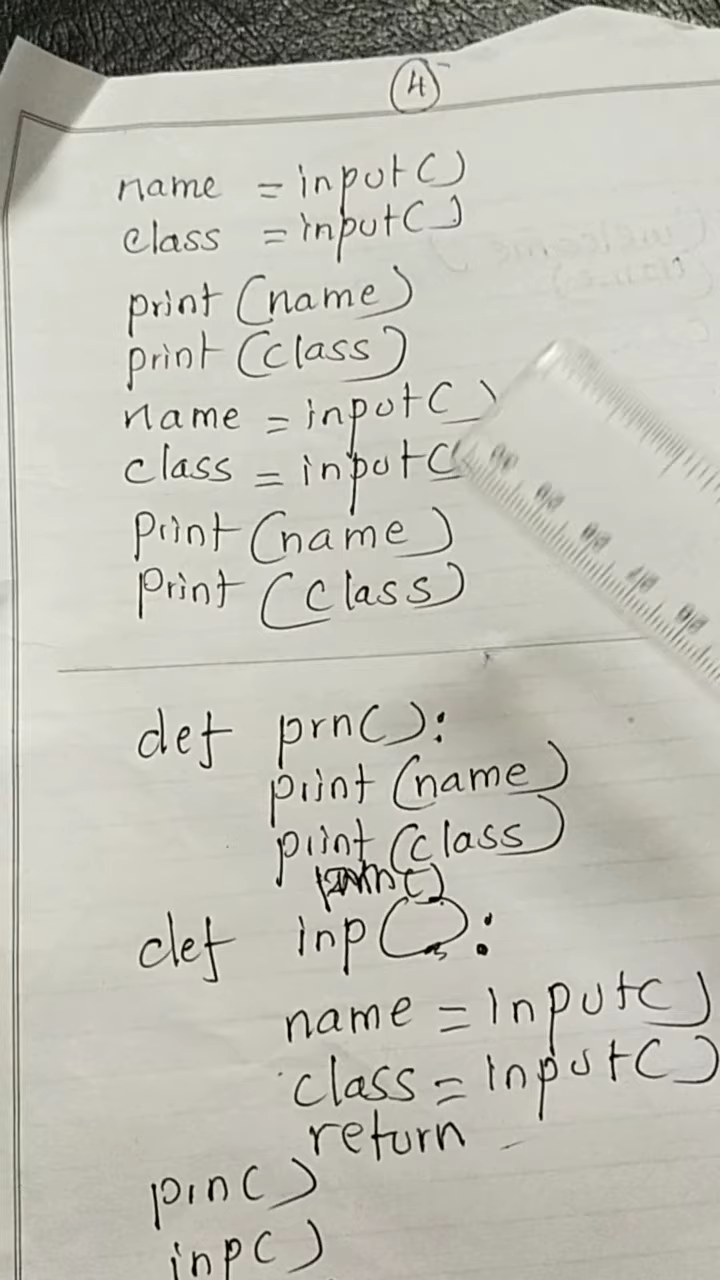 4
name = input()
class = input()
print (name)
print (class)
name = input()
class = input(
print (name)
print (class)
def prn():
print (name)
print (class)
def inp():
name = input()
class = input()
return
prn()
inp()